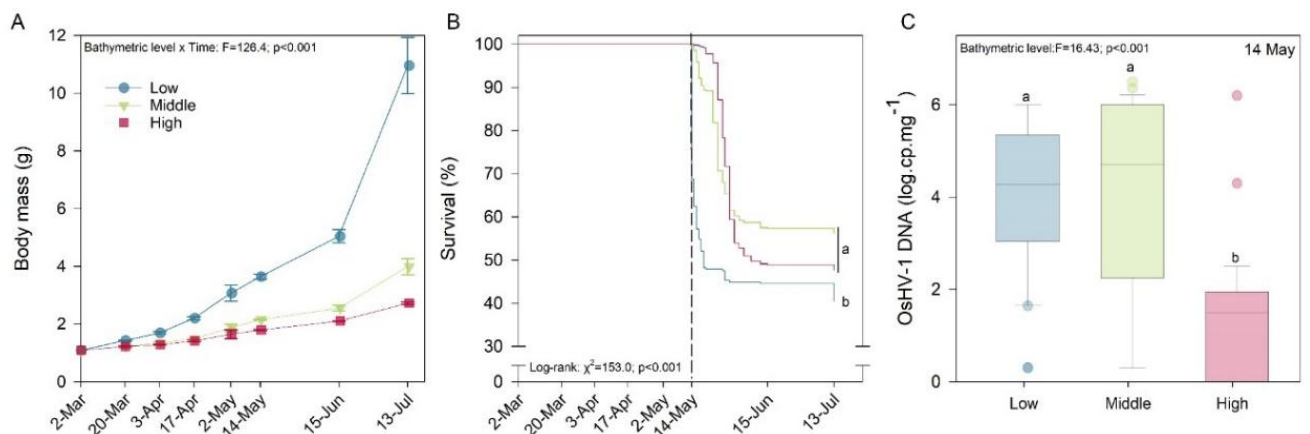 A
Bathymetric level x Time: F=126.4; p<0.001
Low
Middle
High
Body mass (g)
12
10
8
6
4
2
0
2-Mar
20-Mar
3-Apr
17-Apr
2-May
14-May
15-Jun
13-Jul
B
Survival (%)
100
90
80
70
60
50
40
30
0
a
b
Log-rank: χ²=153.0; p<0.001
2-Mar
20-Mar
3-Apr
17-Apr
2-May
14-May
15-Jun
13-Jul
C
Bathymetric level:F=16.43; p<0.001
14 May
OsHV-1 DNA (log.cp.mg⁻¹)
6
4
2
0
a
a
b
Low
Middle
High